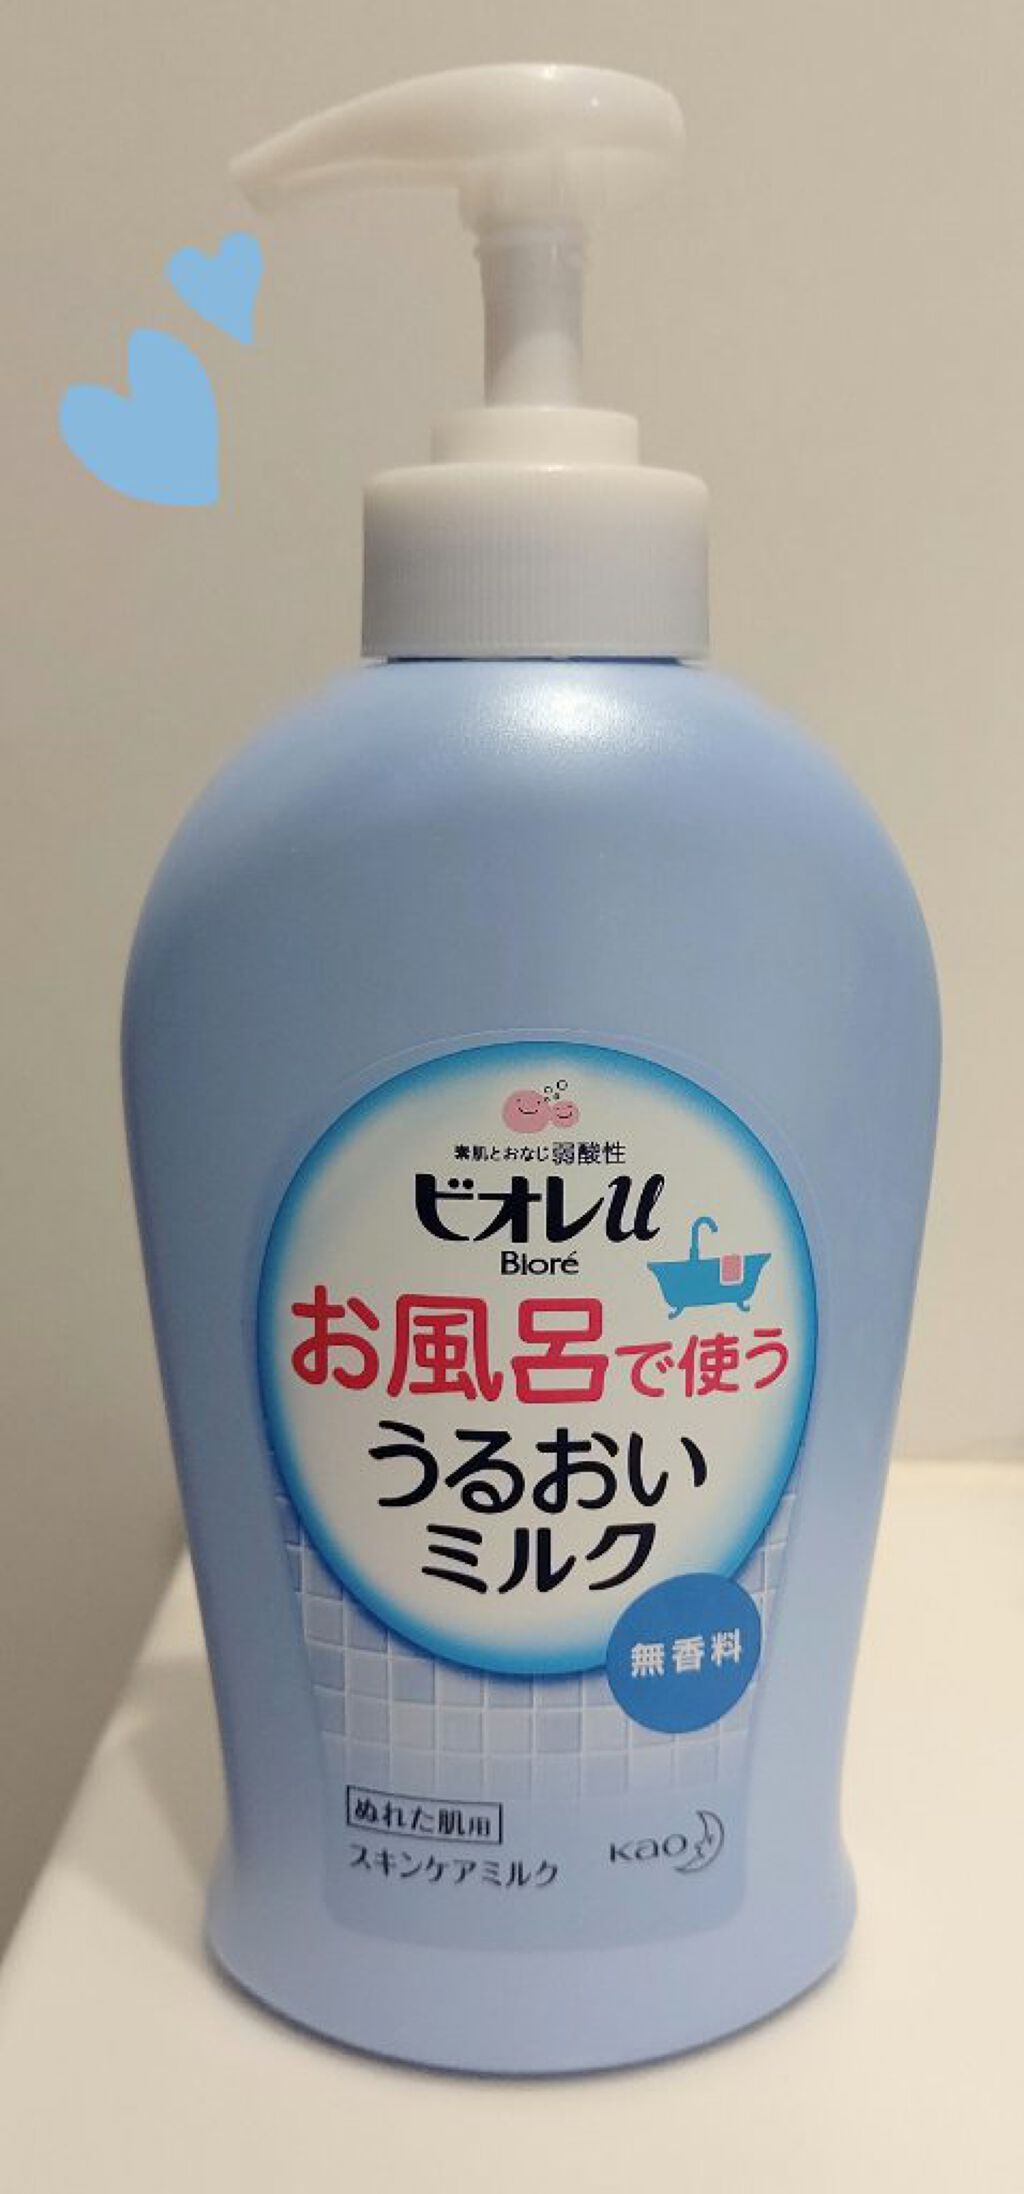 素肌とおなじ弱酸性
ビオレu
Bioré
お風呂で使う
うるおい
ミルク
無香料
ぬれた肌用
スキンケアミルク
Kao